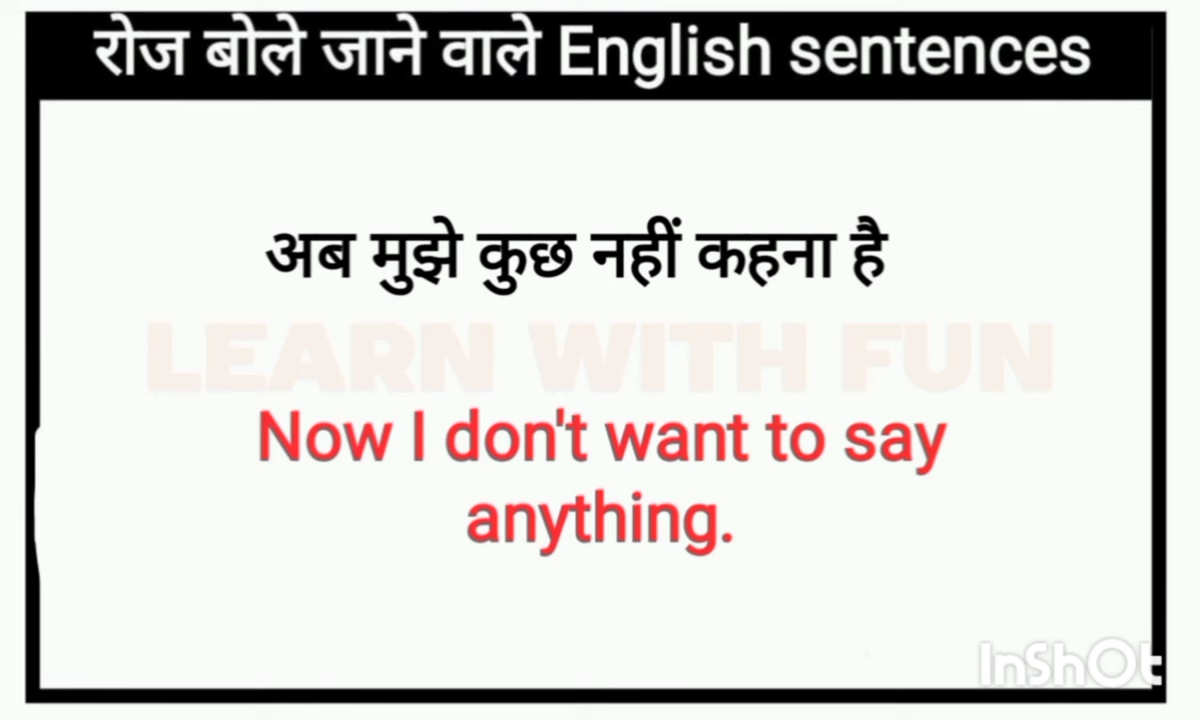 रोज बोले जाने वाले English sentences
अब मुझे कुछ नहीं कहना है
LEARN WITH FUN
Now I don't want to say
anything.
InShOt